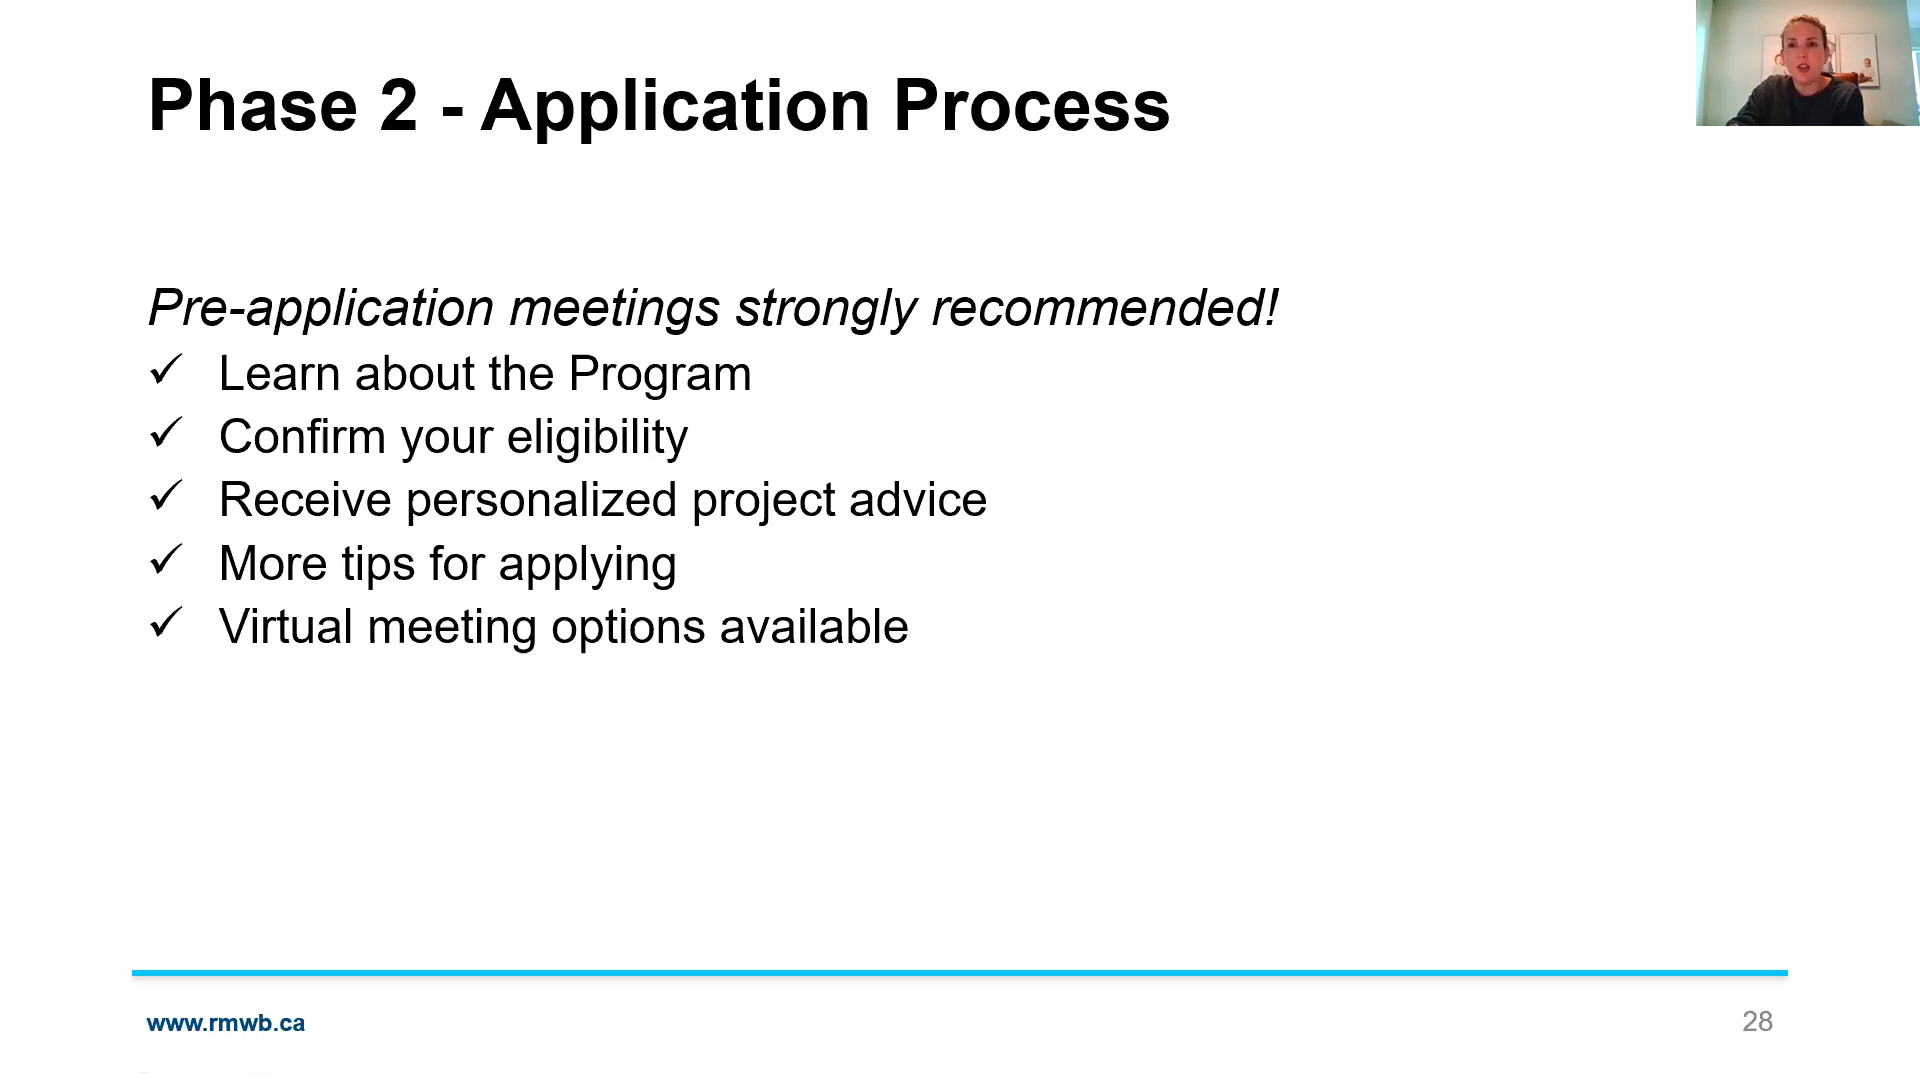 Phase 2 - Application Process
Pre-application meetings strongly recommended!
✓ Learn about the Program
✓ Confirm your eligibility
✓ Receive personalized project advice
✓ More tips for applying
✓ Virtual meeting options available
www.rmwb.ca
28